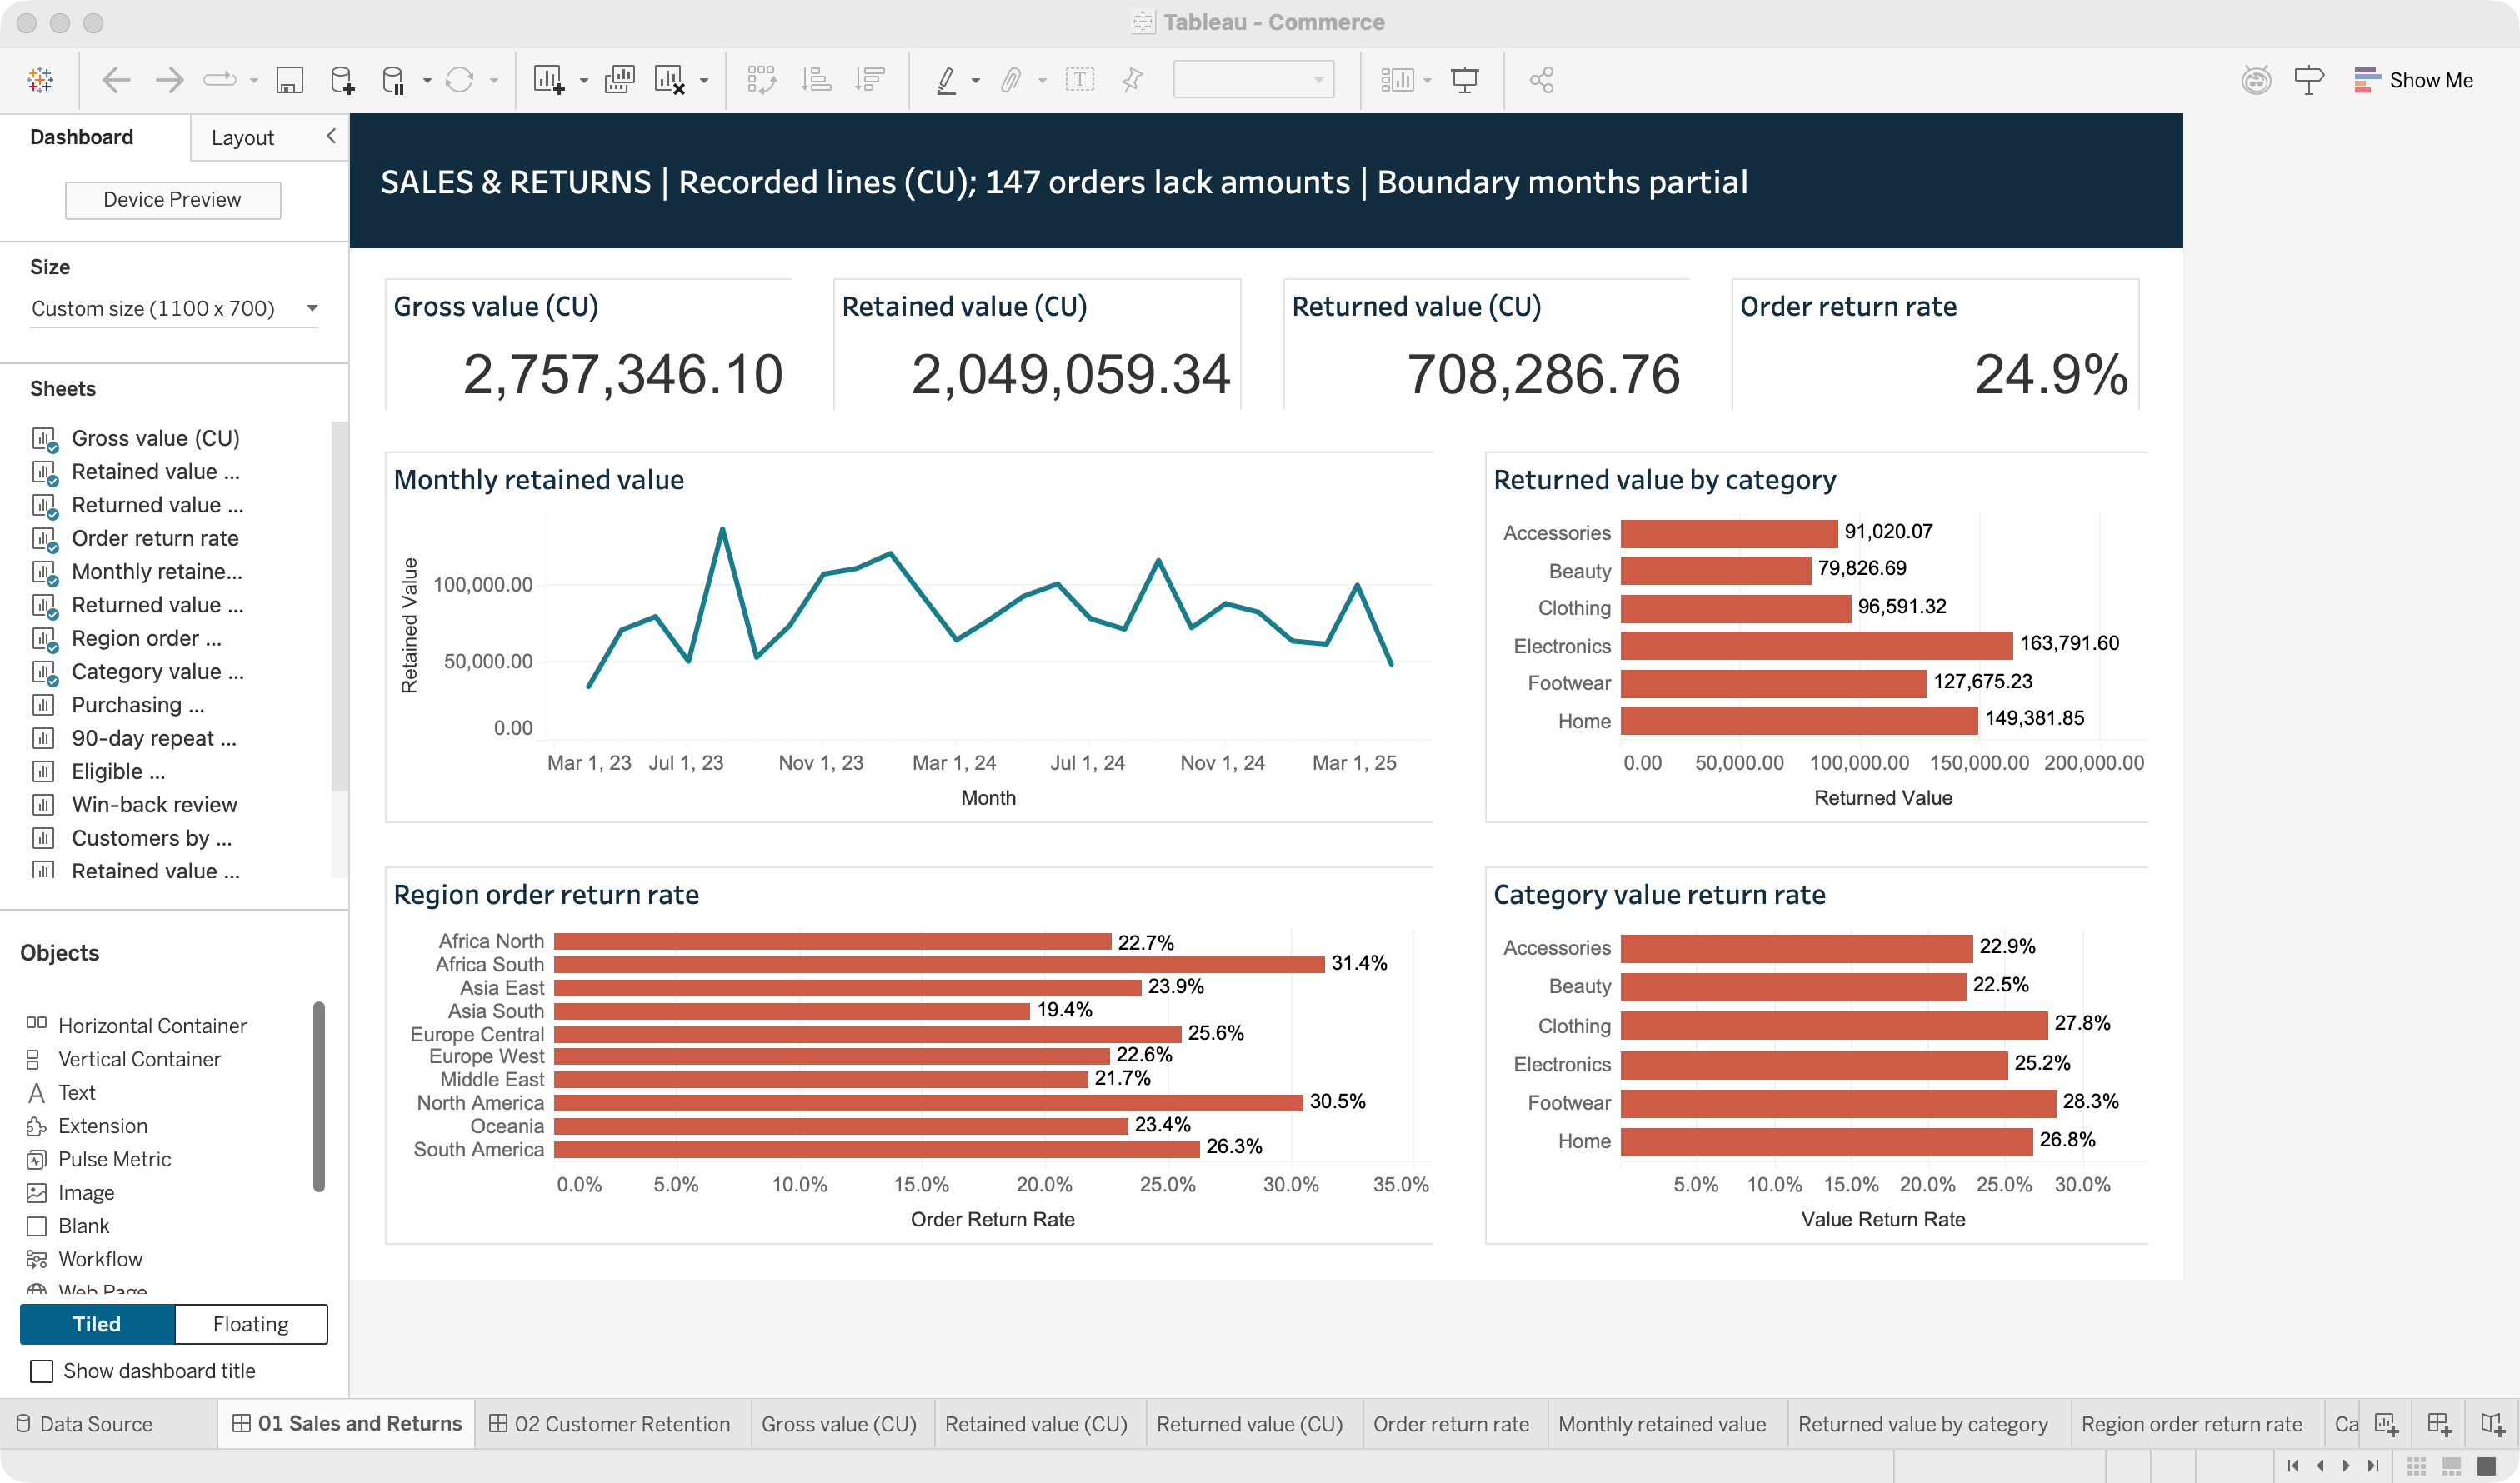 Tableau - Commerce
Show Me
Dashboard
Layout
Device Preview
Size
Custom size (1100 x 700)
Sheets
Gross value (CU)
Retained value ...
Returned value ...
Order return rate
Monthly retaine...
Returned value ...
Region order ...
Category value ...
Purchasing ...
90-day repeat ...
Eligible ...
Win-back review
Customers by ...
Retained value ...
Objects
Horizontal Container
Vertical Container
Text
Extension
Pulse Metric
Image
Blank
Workflow
Web Page
Tiled
Floating
Show dashboard title
SALES & RETURNS | Recorded lines (CU); 147 orders lack amounts | Boundary months partial
Gross value (CU)
2,757,346.10
Retained value (CU)
2,049,059.34
Returned value (CU)
708,286.76
Order return rate
24.9%
Monthly retained value
Retained Value
100,000.00
50,000.00
0.00
Mar 1, 23
Jul 1, 23
Nov 1, 23
Mar 1, 24
Jul 1, 24
Nov 1, 24
Mar 1, 25
Month
Returned value by category
Accessories 91,020.07
Beauty 79,826.69
Clothing 96,591.32
Electronics 163,791.60
Footwear 127,675.23
Home 149,381.85
0.00
50,000.00
100,000.00
150,000.00
200,000.00
Returned Value
Region order return rate
Africa North 22.7%
Africa South 31.4%
Asia East 23.9%
Asia South 19.4%
Europe Central 25.6%
Europe West 22.6%
Middle East 21.7%
North America 30.5%
Oceania 23.4%
South America 26.3%
0.0%
5.0%
10.0%
15.0%
20.0%
25.0%
30.0%
35.0%
Order Return Rate
Category value return rate
Accessories 22.9%
Beauty 22.5%
Clothing 27.8%
Electronics 25.2%
Footwear 28.3%
Home 26.8%
5.0%
10.0%
15.0%
20.0%
25.0%
30.0%
Value Return Rate
Data Source
01 Sales and Returns
02 Customer Retention
Gross value (CU)
Retained value (CU)
Returned value (CU)
Order return rate
Monthly retained value
Returned value by category
Region order return rate
Ca